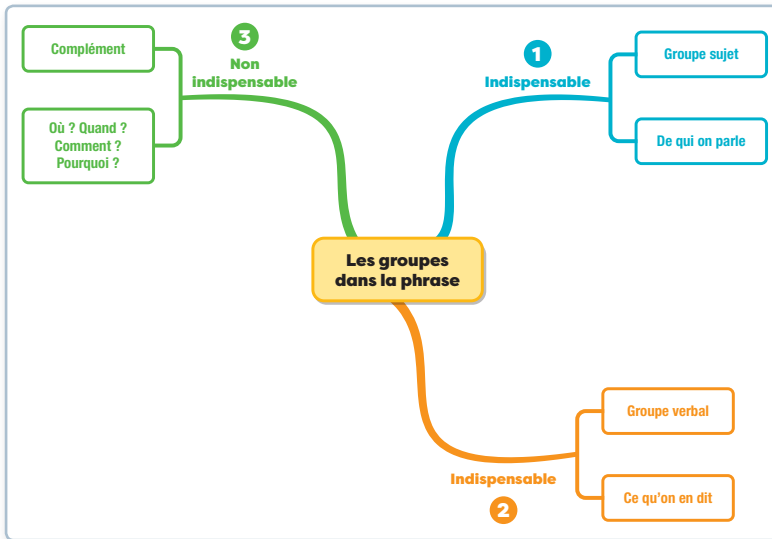 Les groupes
dans la phrase
1
Indispensable
Groupe sujet
De qui on parle
Indispensable
2
Groupe verbal
Ce qu'on en dit
3
Non
indispensable
Complément
Où ? Quand ?
Comment ?
Pourquoi ?